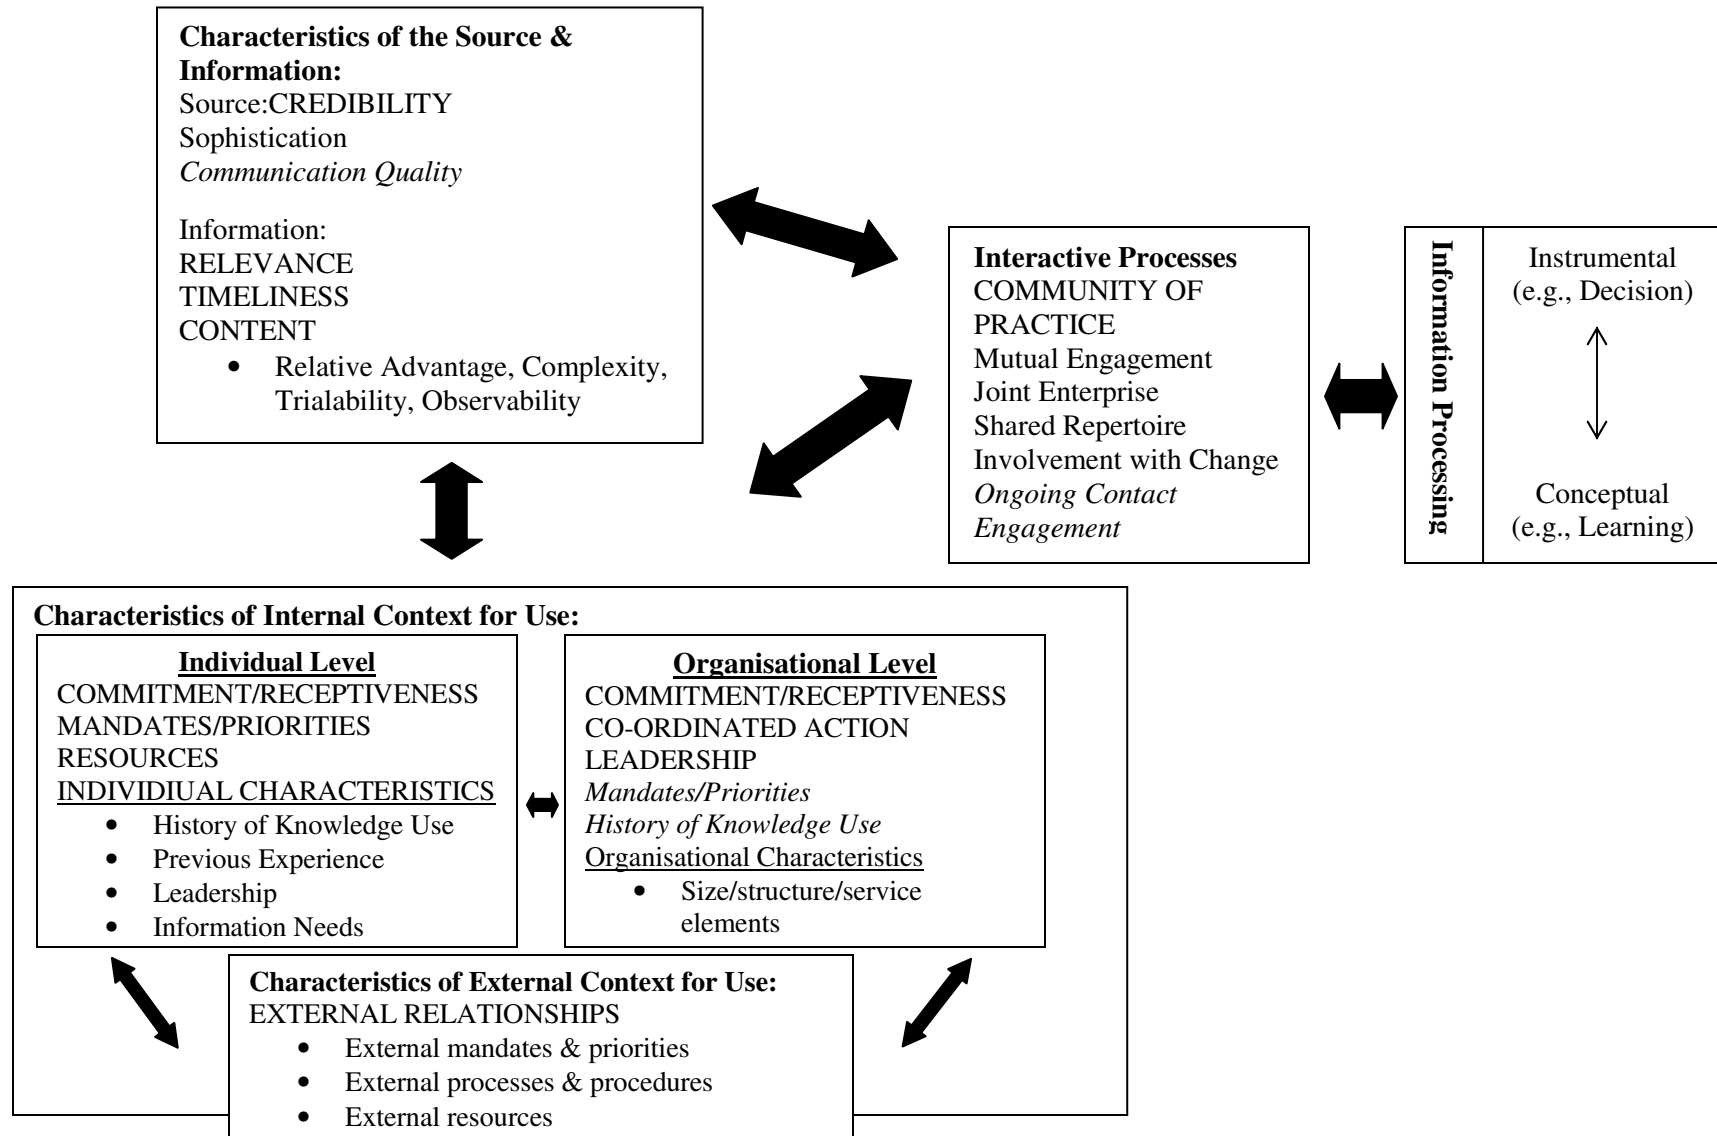 Characteristics of the Source &
Information:
Source:CREDIBILITY
Sophistication
Communication Quality
Information:
RELEVANCE
TIMELINESS
CONTENT
• Relative Advantage, Complexity,
Trialability, Observability
Interactive Processes
COMMUNITY OF
PRACTICE
Mutual Engagement
Joint Enterprise
Shared Repertoire
Involvement with Change
Ongoing Contact
Engagement
Information Processing
Instrumental
(e.g., Decision)
Conceptual
(e.g., Learning)
Characteristics of Internal Context for Use:
Individual Level
COMMITMENT/RECEPTIVENESS
MANDATES/PRIORITIES
RESOURCES
INDIVIDIUAL CHARACTERISTICS
• History of Knowledge Use
• Previous Experience
• Leadership
• Information Needs
Organisational Level
COMMITMENT/RECEPTIVENESS
CO-ORDINATED ACTION
LEADERSHIP
Mandates/Priorities
History of Knowledge Use
Organisational Characteristics
• Size/structure/service
elements
Characteristics of External Context for Use:
EXTERNAL RELATIONSHIPS
• External mandates & priorities
• External processes & procedures
• External resources